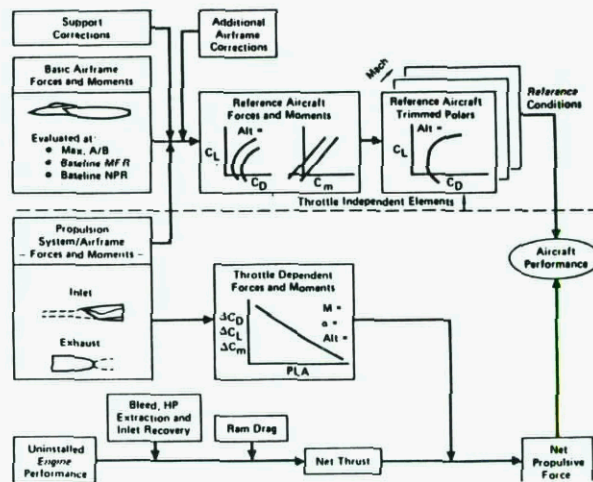 Support
Corrections
Additional
Airframe
Corrections
Basic Airframe
Forces and Moments
Evaluated at:
Max. A/B
Baseline MFR
Baseline NPR
Reference Aircraft
Forces and Moments
Alt =
CL
CD
Cm
Mach
Reference Aircraft
Trimmed Polars
Alt =
CL
CD
Reference
Conditions
Throttle Independent Elements
Propulsion
System/Airframe
- Forces and Moments -
Inlet
Exhaust
Throttle Dependent
Forces and Moments
ΔCD
ΔCL
ΔCm
M =
α =
Alt =
PLA
Aircraft
Performance
Bleed, HP
Extraction and
Inlet Recovery
Ram Drag
Uninstalled
Engine
Performance
Net Thrust
Net
Propulsive
Force